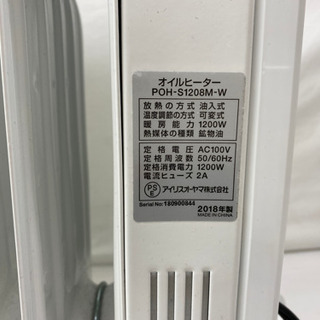 オイルヒーター
POH-S1208M-W
放熱の方式 油入式
温度調節の方式 可変式
暖房能力 1200W
熱媒体の種類 鉱物油
定格電圧 AC100V
定格周波数 50/60Hz
定格消費電力 1200W
電流ヒューズ 2A
PSE アイリスオーヤマ株式会社
Serial No: 180900844
2018年製
MADE IN CHINA